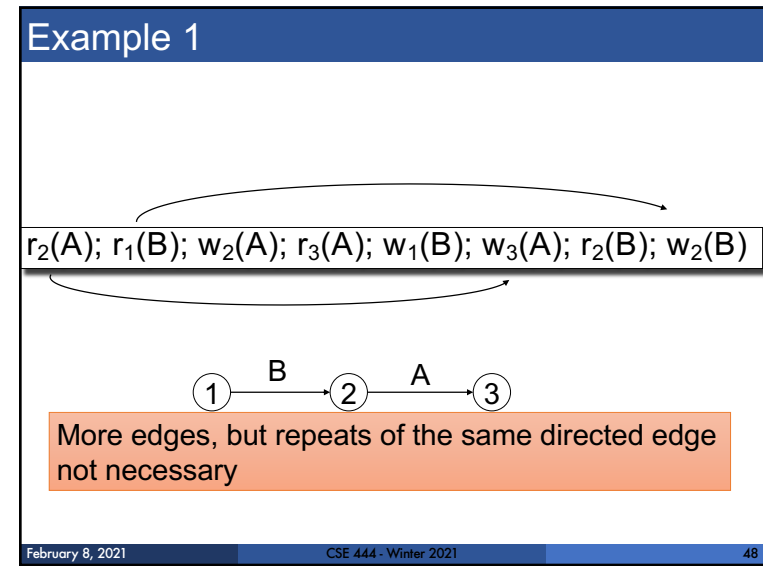 Example 1
r₂(A); r₁(B); w₂(A); r₃(A); w₁(B); w₃(A); r₂(B); w₂(B)
1 B 2 A 3
More edges, but repeats of the same directed edge
not necessary
February 8, 2021 CSE 444 - Winter 2021 48